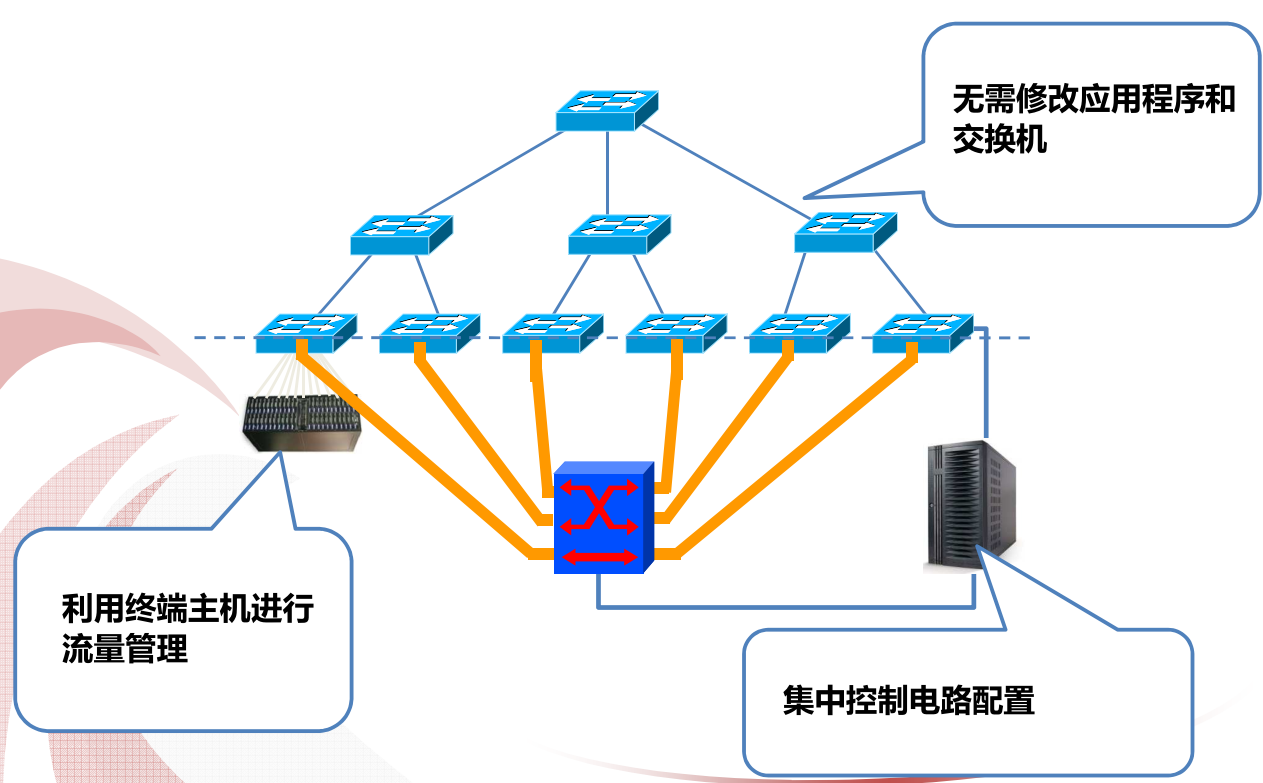 无需修改应用程序和
交换机
利用终端主机进行
流量管理
集中控制电路配置